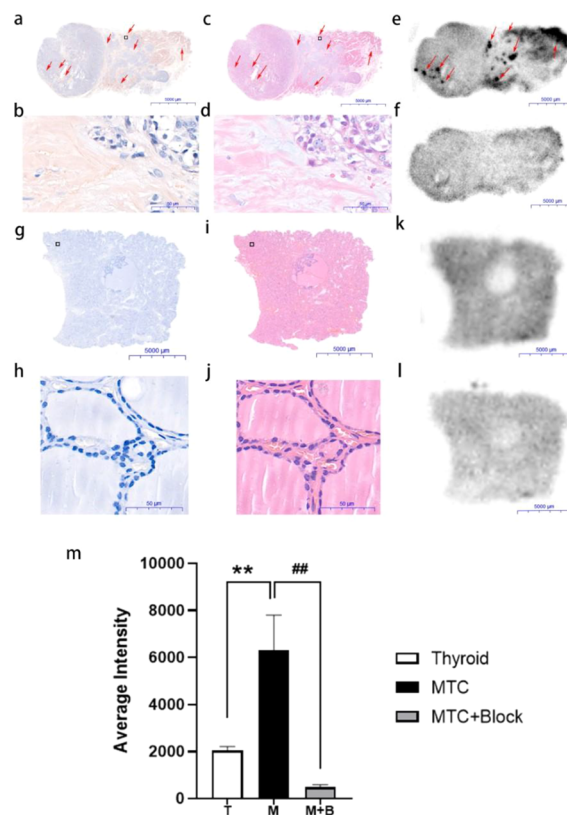 a
c
e
5000 μm
5000 μm
5000 μm
b
d
f
50 μm
50 μm
5000 μm
g
i
k
5000 μm
5000 μm
5000 μm
h
j
l
50 μm
50 μm
5000 μm
m
10000
8000
6000
4000
2000
0
Average Intensity
** ##
T M M+B
Thyroid
MTC
MTC+Block